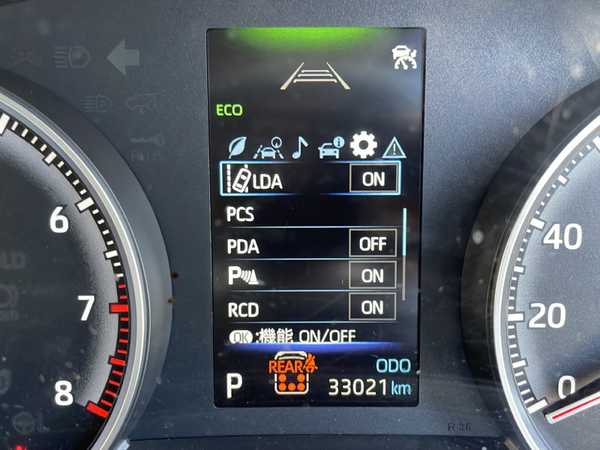 ECO
LDA ON
PCS
PDA OFF
P ON
RCD ON
OK:機能 ON/OFF
REAR
ODO
P 33021 km
6
7
8
40
20
0